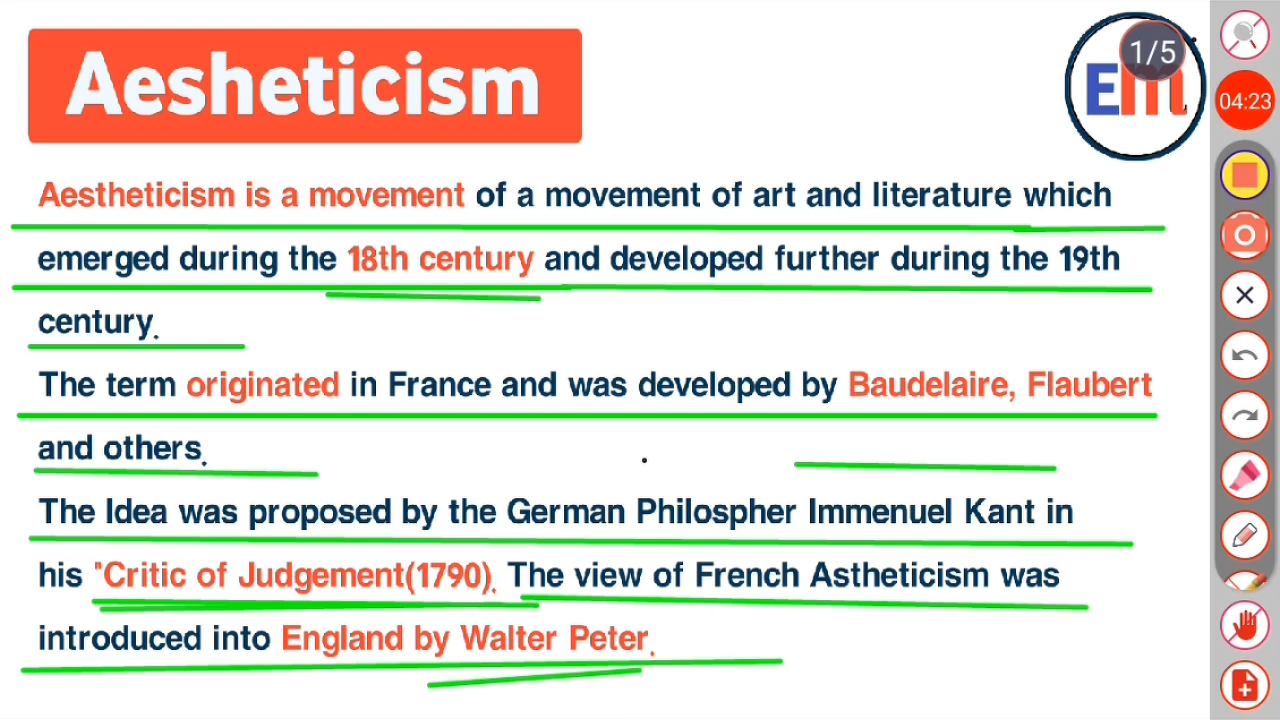 Aesheticism
Em
1/5
04:23
Aestheticism is a movement of a movement of art and literature which
emerged during the 18th century and developed further during the 19th
century.
The term originated in France and was developed by Baudelaire, Flaubert
and others.
The Idea was proposed by the German Philospher Immenuel Kant in
his "Critic of Judgement(1790). The view of French Astheticism was
introduced into England by Walter Peter.